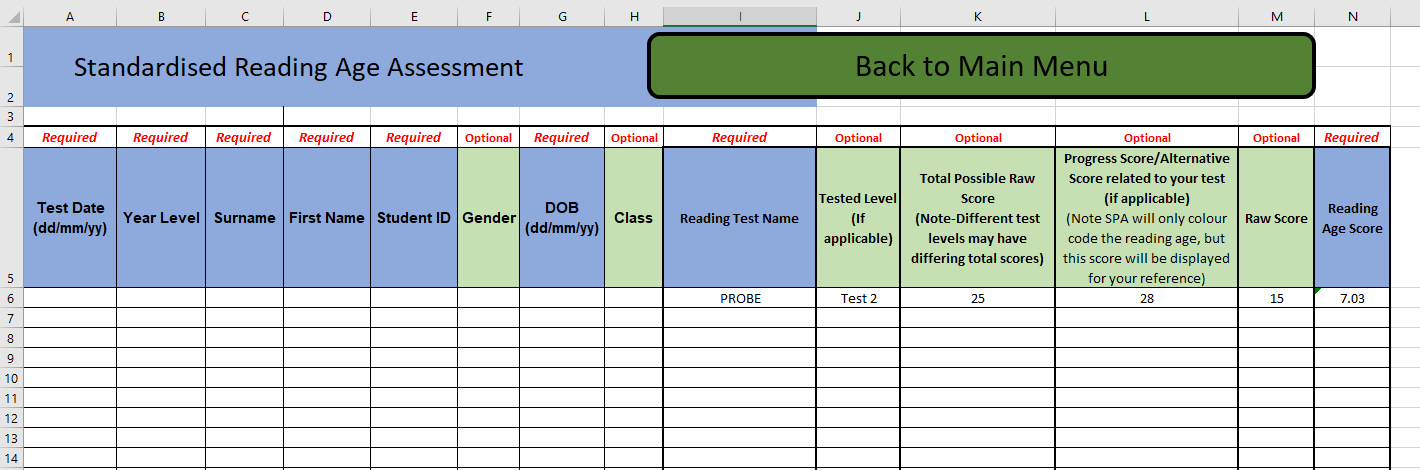 A B C D E F G H I J K L M N
1
Standardised Reading Age Assessment
Back to Main Menu
2
3
4 Required Required Required Required Required Optional Required Optional Required Optional Optional Optional Optional Required
Test Date
(dd/mm/yy)
Year Level
Surname
First Name
Student ID
Gender
DOB
(dd/mm/yy)
Class
Reading Test Name
Tested Level
(If
applicable)
Total Possible Raw
Score
(Note-Different test
levels may have
differing total scores)
Progress Score/Alternative
Score related to your test
(if applicable)
(Note SPA will only colour
code the reading age, but
this score will be displayed
for your reference)
Raw Score
Reading
Age Score
5
6 PROBE Test 2 25 28 15 7.03
7
8
9
10
11
12
13
14